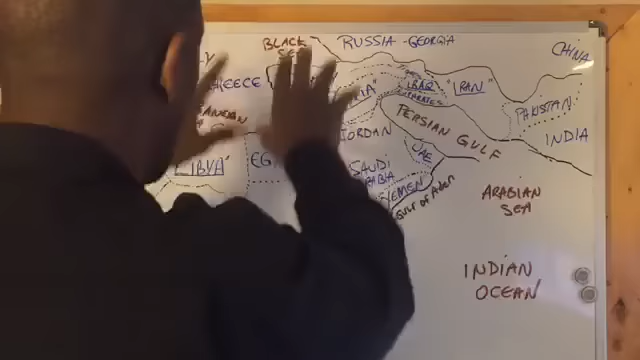 BLACK
SEA
RUSSIA - GEORGIA
CHINA
IRAQ
"IRAN"
PAKISTAN
PERSIAN GULF
INDIA
JORDAN
LIBYA"
SAUDI
ARABIA
UAE
YEMEN
Gulf of Aden
ARABIAN
SEA
INDIAN
OCEAN